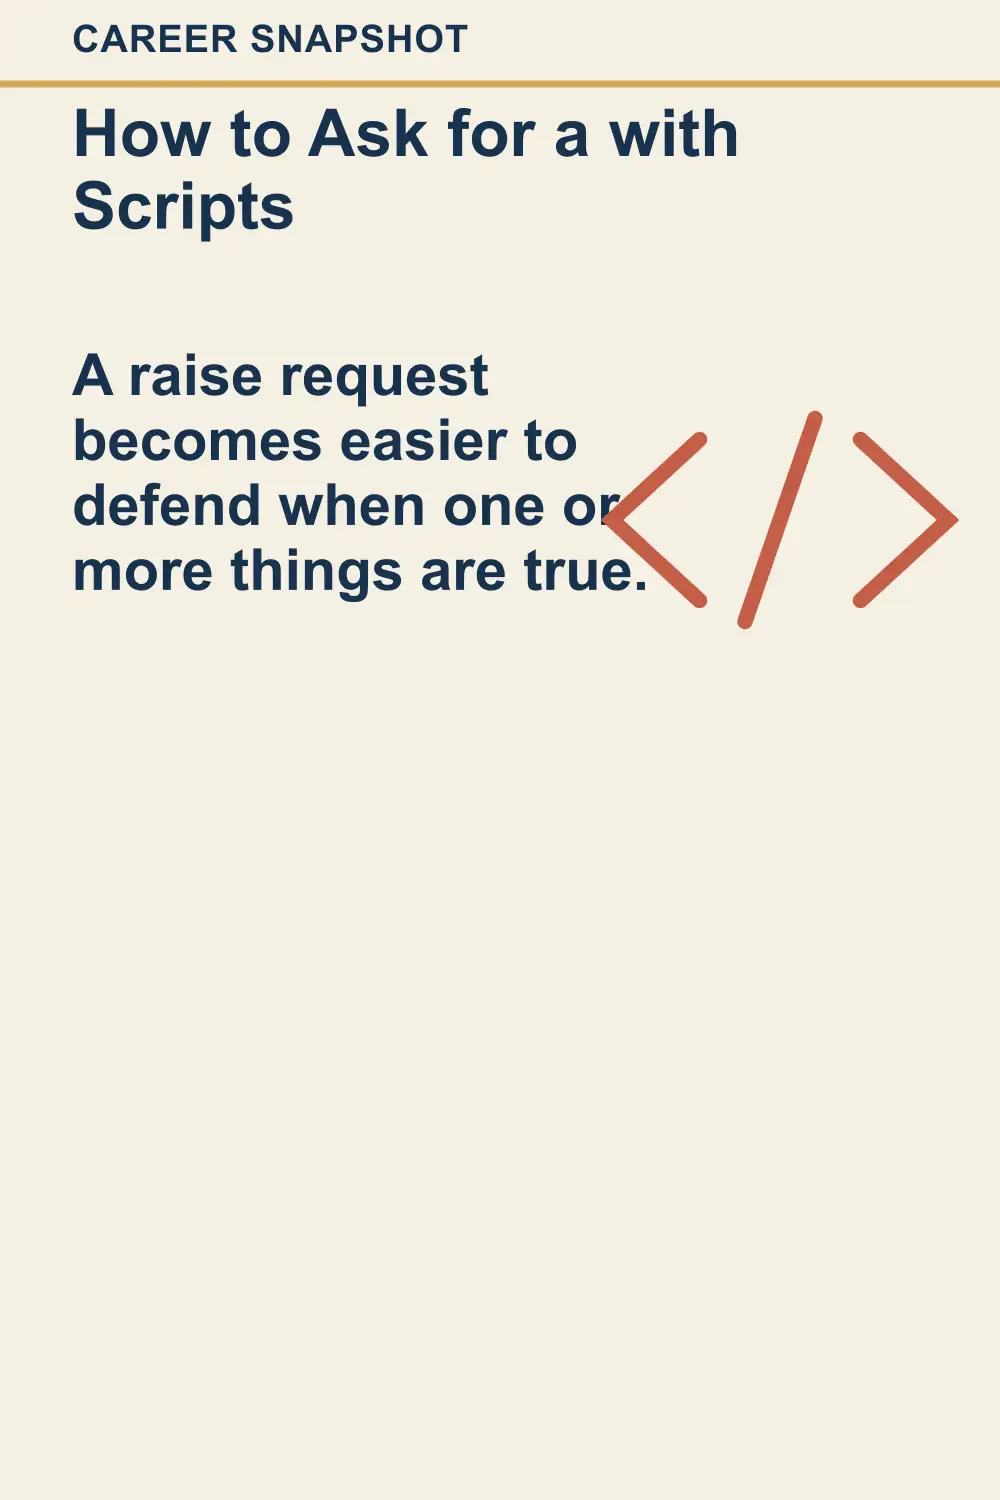 CAREER SNAPSHOT
How to Ask for a with
Scripts
A raise request
becomes easier to
defend when one or
more things are true.